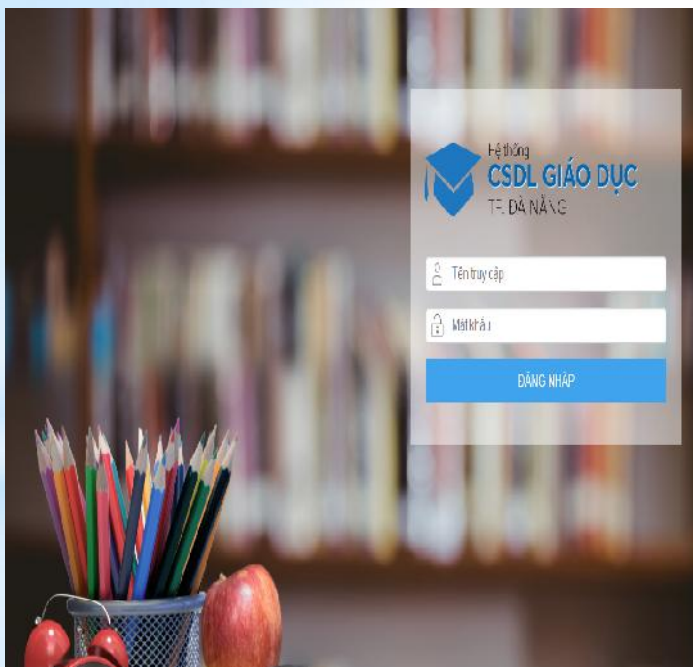 Hệ thống
CSDL GIÁO DỤC
TP. ĐÀ NẴNG
Tên truy cập
Mật khẩu
ĐĂNG NHẬP